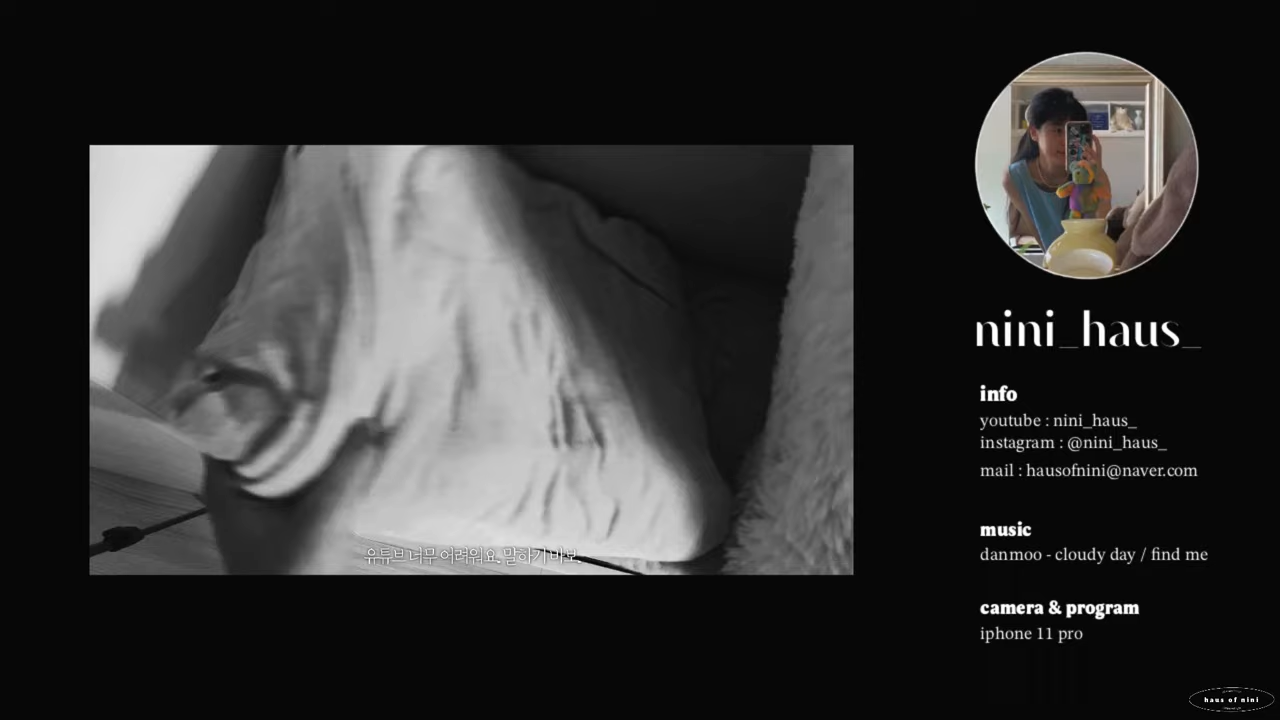 유튜브 너무 어려워요. 말하기 바보.
nini_haus_
info
youtube : nini_haus_
instagram : @nini_haus_
mail : hausofnini@naver.com
music
danmoo - cloudy day / find me
camera & program
iphone 11 pro
haus of nini